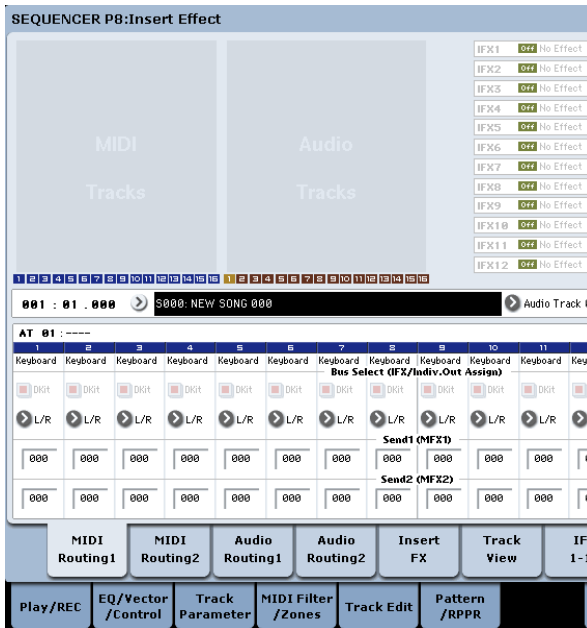 SEQUENCER P8:Insert Effect
MIDI
Tracks
Audio
Tracks
IFX1 Off No Effect
IFX2 Off No Effect
IFX3 Off No Effect
IFX4 Off No Effect
IFX5 Off No Effect
IFX6 Off No Effect
IFX7 Off No Effect
IFX8 Off No Effect
IFX9 Off No Effect
IFX10 Off No Effect
IFX11 Off No Effect
IFX12 Off No Effect
1 2 3 4 5 6 7 8 9 10 11 12 13 14 15 16 1 2 3 4 5 6 7 8 9 10 11 12 13 14 15 16
001 : 01 .000 S000: NEW SONG 000 Audio Track
AT 01 :----
1 2 3 4 5 6 7 8 9 10 11
Keyboard Keyboard Keyboard Keyboard Keyboard Keyboard Keyboard Keyboard Keyboard Keyboard Keyboard Key
Bus Select (IFX/Indiv.Out Assign)
DKit DKit DKit DKit DKit DKit DKit DKit DKit DKit DKit
L/R L/R L/R L/R L/R L/R L/R L/R L/R L/R L/R
Send1 (MFX1)
000 000 000 000 000 000 000 000 000 000 000
Send2 (MFX2)
000 000 000 000 000 000 000 000 000 000 000
MIDI Routing1 MIDI Routing2 Audio Routing1 Audio Routing2 Insert FX Track View IF 1-1
Play/REC EQ/Vector /Control Track Parameter MIDI Filter /Zones Track Edit Pattern /RPPR